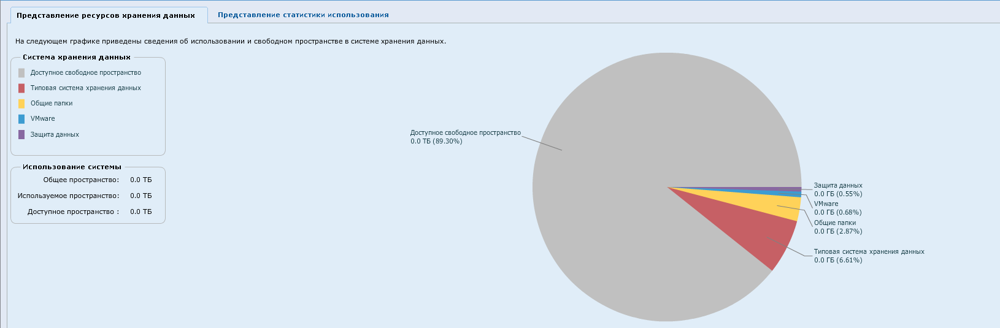 Представление ресурсов хранения данных
Представление статистики использования
На следующем графике приведены сведения об использовании и свободном пространстве в системе хранения данных.
Система хранения данных
Доступное свободное пространство
Типовая система хранения данных
Общие папки
VMware
Защита данных
Использование системы
Общее пространство: 0.0 ТБ
Используемое пространство: 0.0 ТБ
Доступное пространство : 0.0 ТБ
Доступное свободное пространство
0.0 ТБ (89.30%)
Защита данных
0.0 ГБ (0.55%)
VMware
0.0 ГБ (0.68%)
Общие папки
0.0 ГБ (2.87%)
Типовая система хранения данных
0.0 ГБ (6.61%)